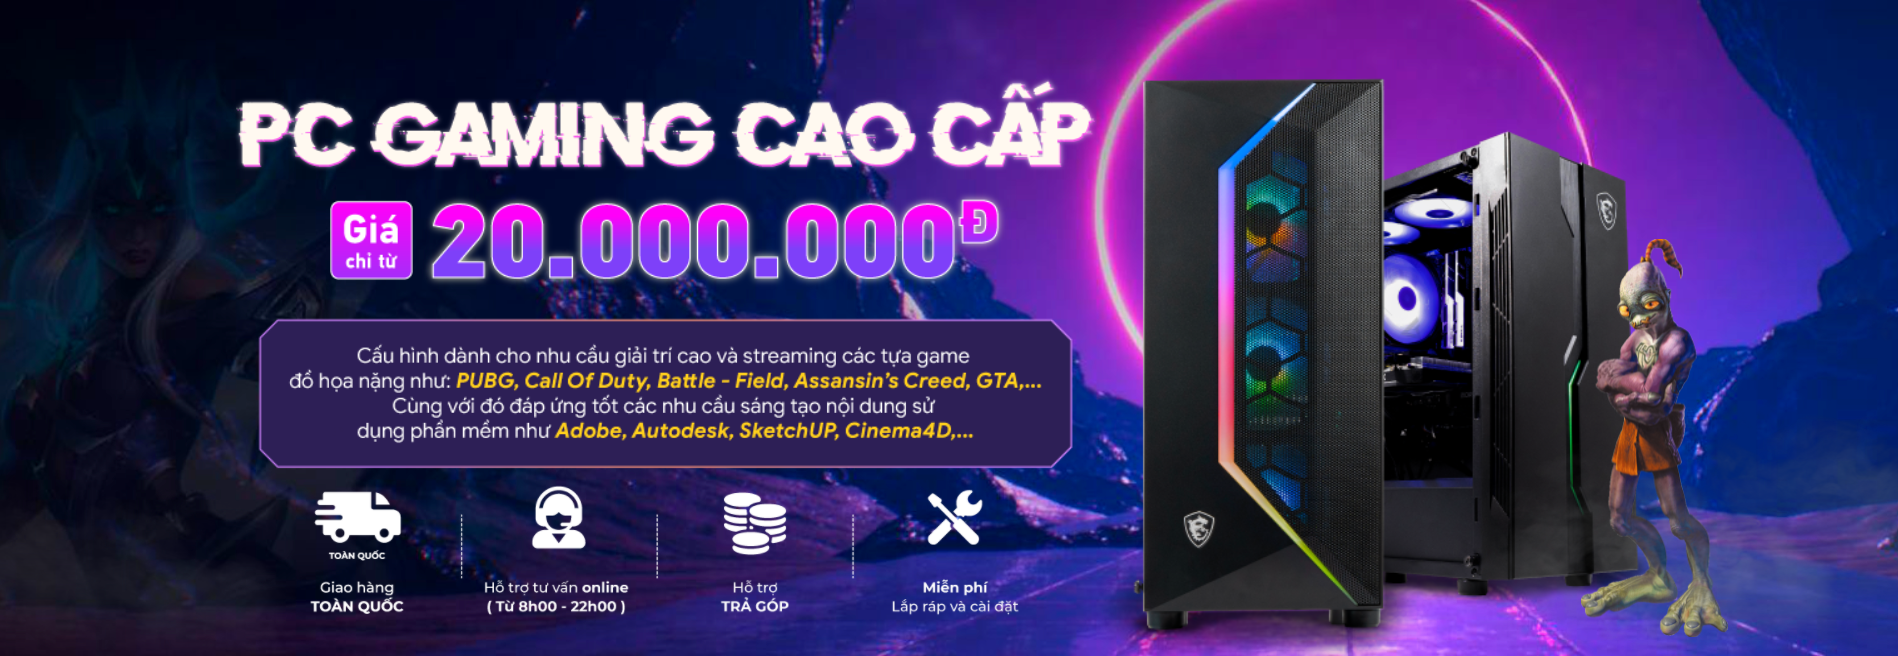 PC GAMING CAO CẤP
Giá
chỉ từ
20.000.000Đ
Cấu hình dành cho nhu cầu giải trí cao và streaming các tựa game
đồ họa nặng như: PUBG, Call Of Duty, Battle - Field, Assansin's Creed, GTA,...
Cùng với đó đáp ứng tốt các nhu cầu sáng tạo nội dung sử
dụng phần mềm như Adobe, Autodesk, SketchUP, Cinema4D,...
TOÀN QUỐC
Giao hàng
TOÀN QUỐC
Hỗ trợ tư vấn online
( Từ 8h00 - 22h00 )
Hỗ trợ
TRẢ GÓP
Miễn phí
Lắp ráp và cài đặt